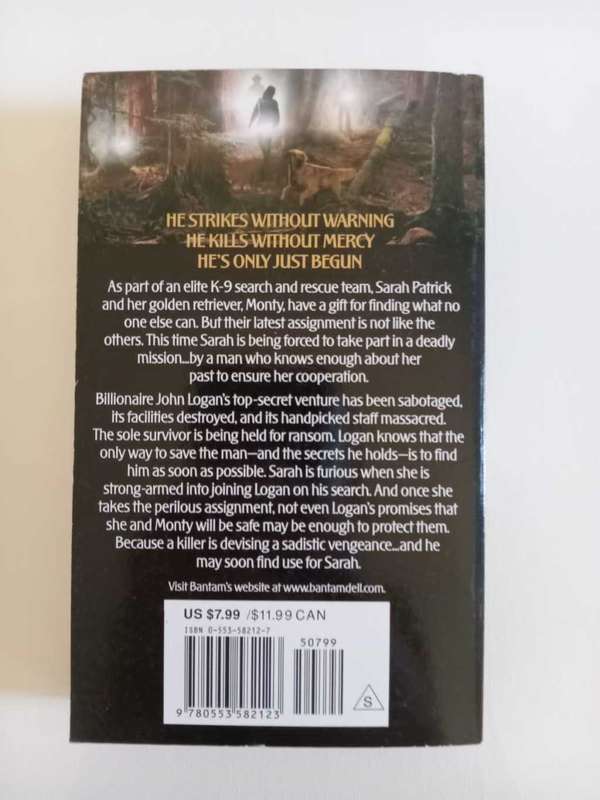 HE STRIKES WITHOUT WARNING
HE KILLS WITHOUT MERCY
HE'S ONLY JUST BEGUN
As part of an elite K-9 search and rescue team, Sarah Patrick
and her golden retriever, Monty, have a gift for finding what no
one else can. But their latest assignment is not like the
others. This time Sarah is being forced to take part in a deadly
mission...by a man who knows enough about her
past to ensure her cooperation.
Billionaire John Logan's top-secret venture has been sabotaged,
its facilities destroyed, and its handpicked staff massacred.
The sole survivor is being held for ransom. Logan knows that the
only way to save the man—and the secrets he holds—is to find
him as soon as possible. Sarah is furious when she is
strong-armed into joining Logan on his search. And once she
takes the perilous assignment, not even Logan's promises that
she and Monty will be safe may be enough to protect them.
Because a killer is devising a sadistic vengeance...and he
may soon find use for Sarah.
Visit Bantam's website at www.bantamdell.com.
US $7.99 /$11.99 CAN
ISBN 0-553-58212-7
50799
9 780553 582123
S